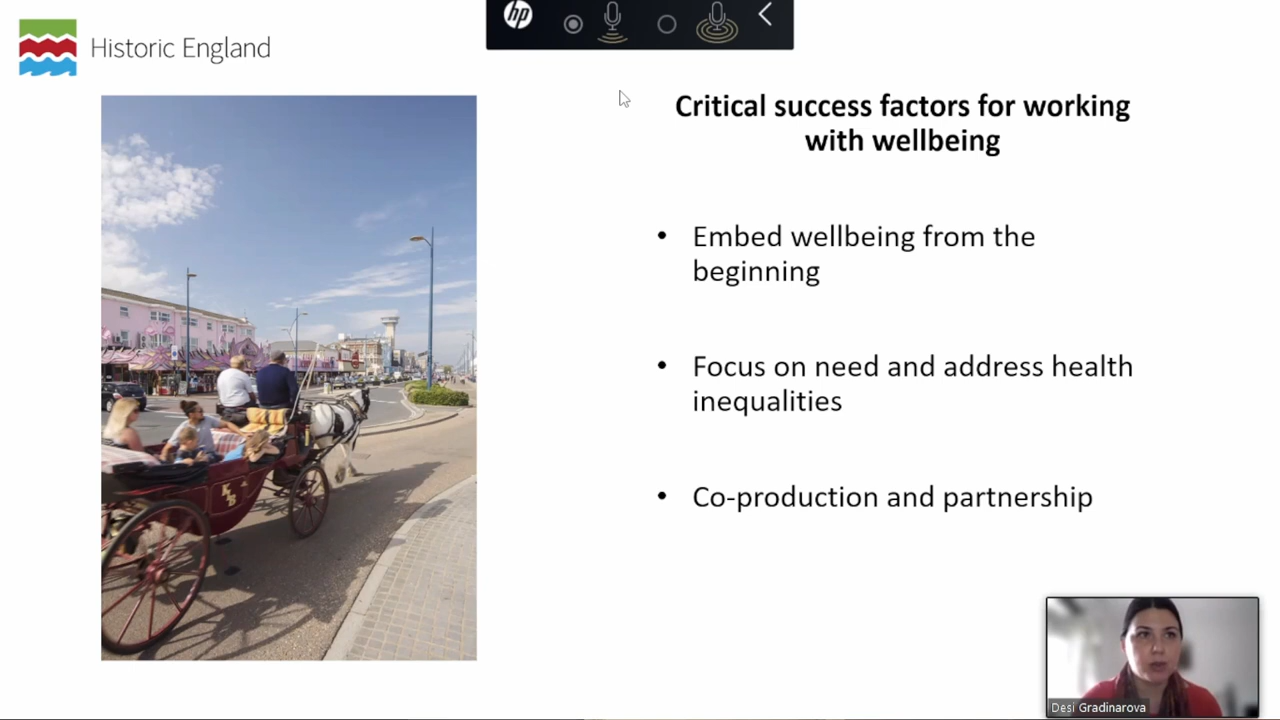 hp
Historic England
Critical success factors for working
with wellbeing
• Embed wellbeing from the
beginning
• Focus on need and address health
inequalities
• Co-production and partnership
Desi Gradinarova